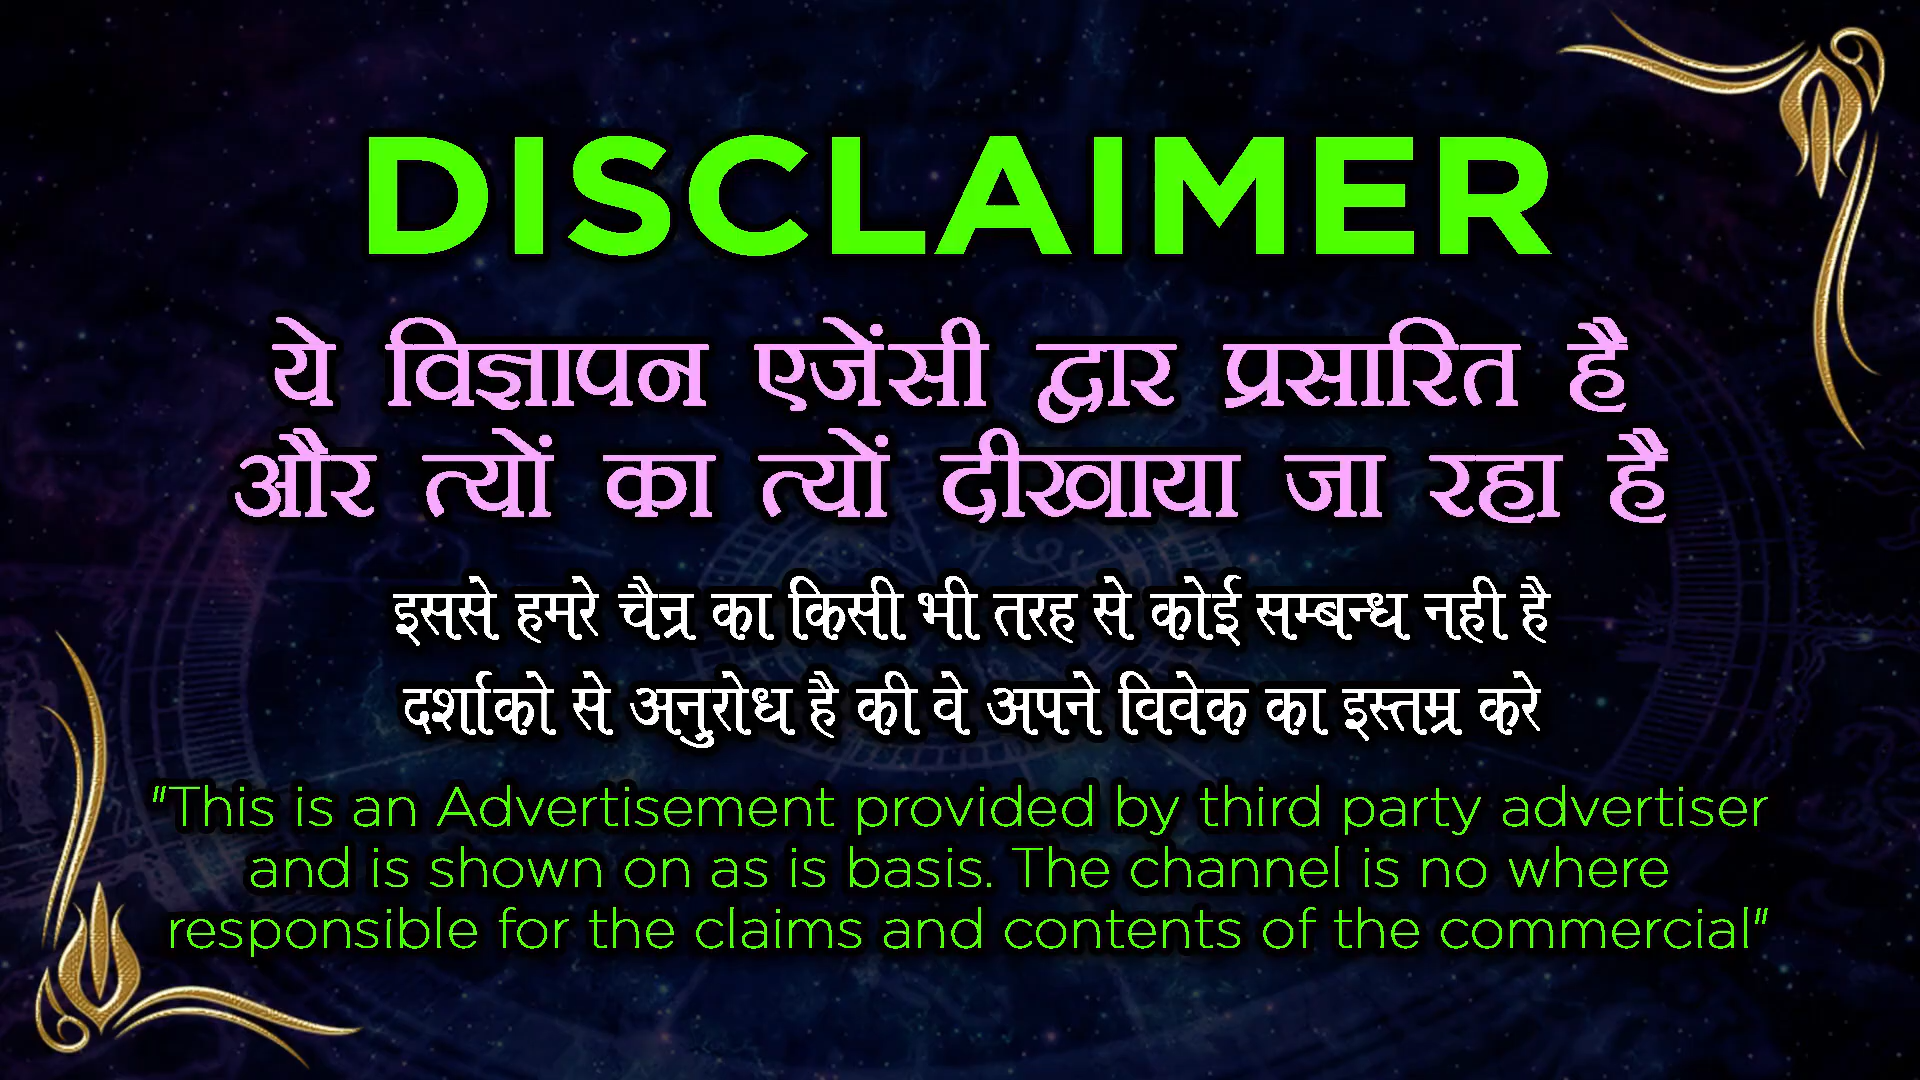 DISCLAIMER
ये विज्ञापन एजेंसी द्वार प्रसारित है
और त्यों का त्यों दीखाया जा रहा है
इससे हमरे चैन्र का किसी भी तरह से कोई सम्बन्ध नही है
दर्शाको से अनुरोध है की वे अपने विवेक का इस्तम्र करे
"This is an Advertisement provided by third party advertiser
and is shown on as is basis. The channel is no where
responsible for the claims and contents of the commercial"